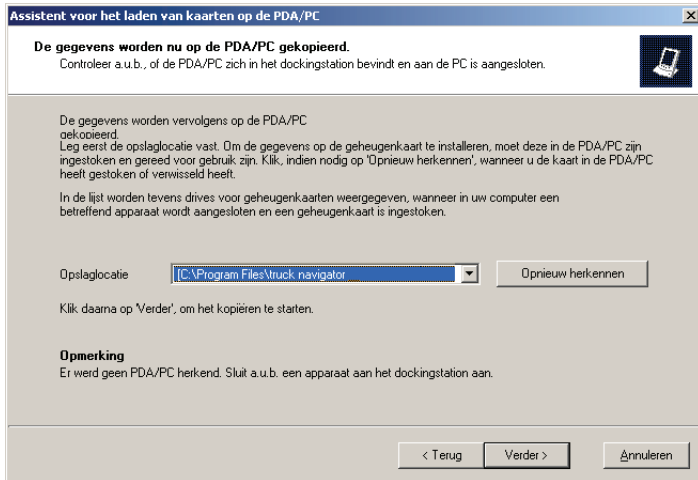 Assistent voor het laden van kaarten op de PDA/PC
De gegevens worden nu op de PDA/PC gekopieerd.
Controleer a.u.b., of de PDA/PC zich in het dockingstation bevindt en aan de PC is aangesloten.
De gegevens worden vervolgens op de PDA/PC
gekopieerd.
Leg eerst de opslaglocatie vast. Om de gegevens op de geheugenkaart te installeren, moet deze in de PDA/PC zijn
ingestoken en gereed voor gebruik zijn. Klik, indien nodig op 'Opnieuw herkennen', wanneer u de kaart in de PDA/PC
heeft gestoken of verwisseld heeft.
In de lijst worden tevens drives voor geheugenkaarten weergegeven, wanneer in uw computer een
betreffend apparaat wordt aangesloten en een geheugenkaart is ingestoken.
Opslaglocatie [C:\Program Files\truck navigator Opnieuw herkennen
Klik daarna op 'Verder', om het kopiëren te starten.
Opmerking
Er werd geen PDA/PC herkend. Sluit a.u.b. een apparaat aan het dockingstation aan.
< Terug Verder > Annuleren